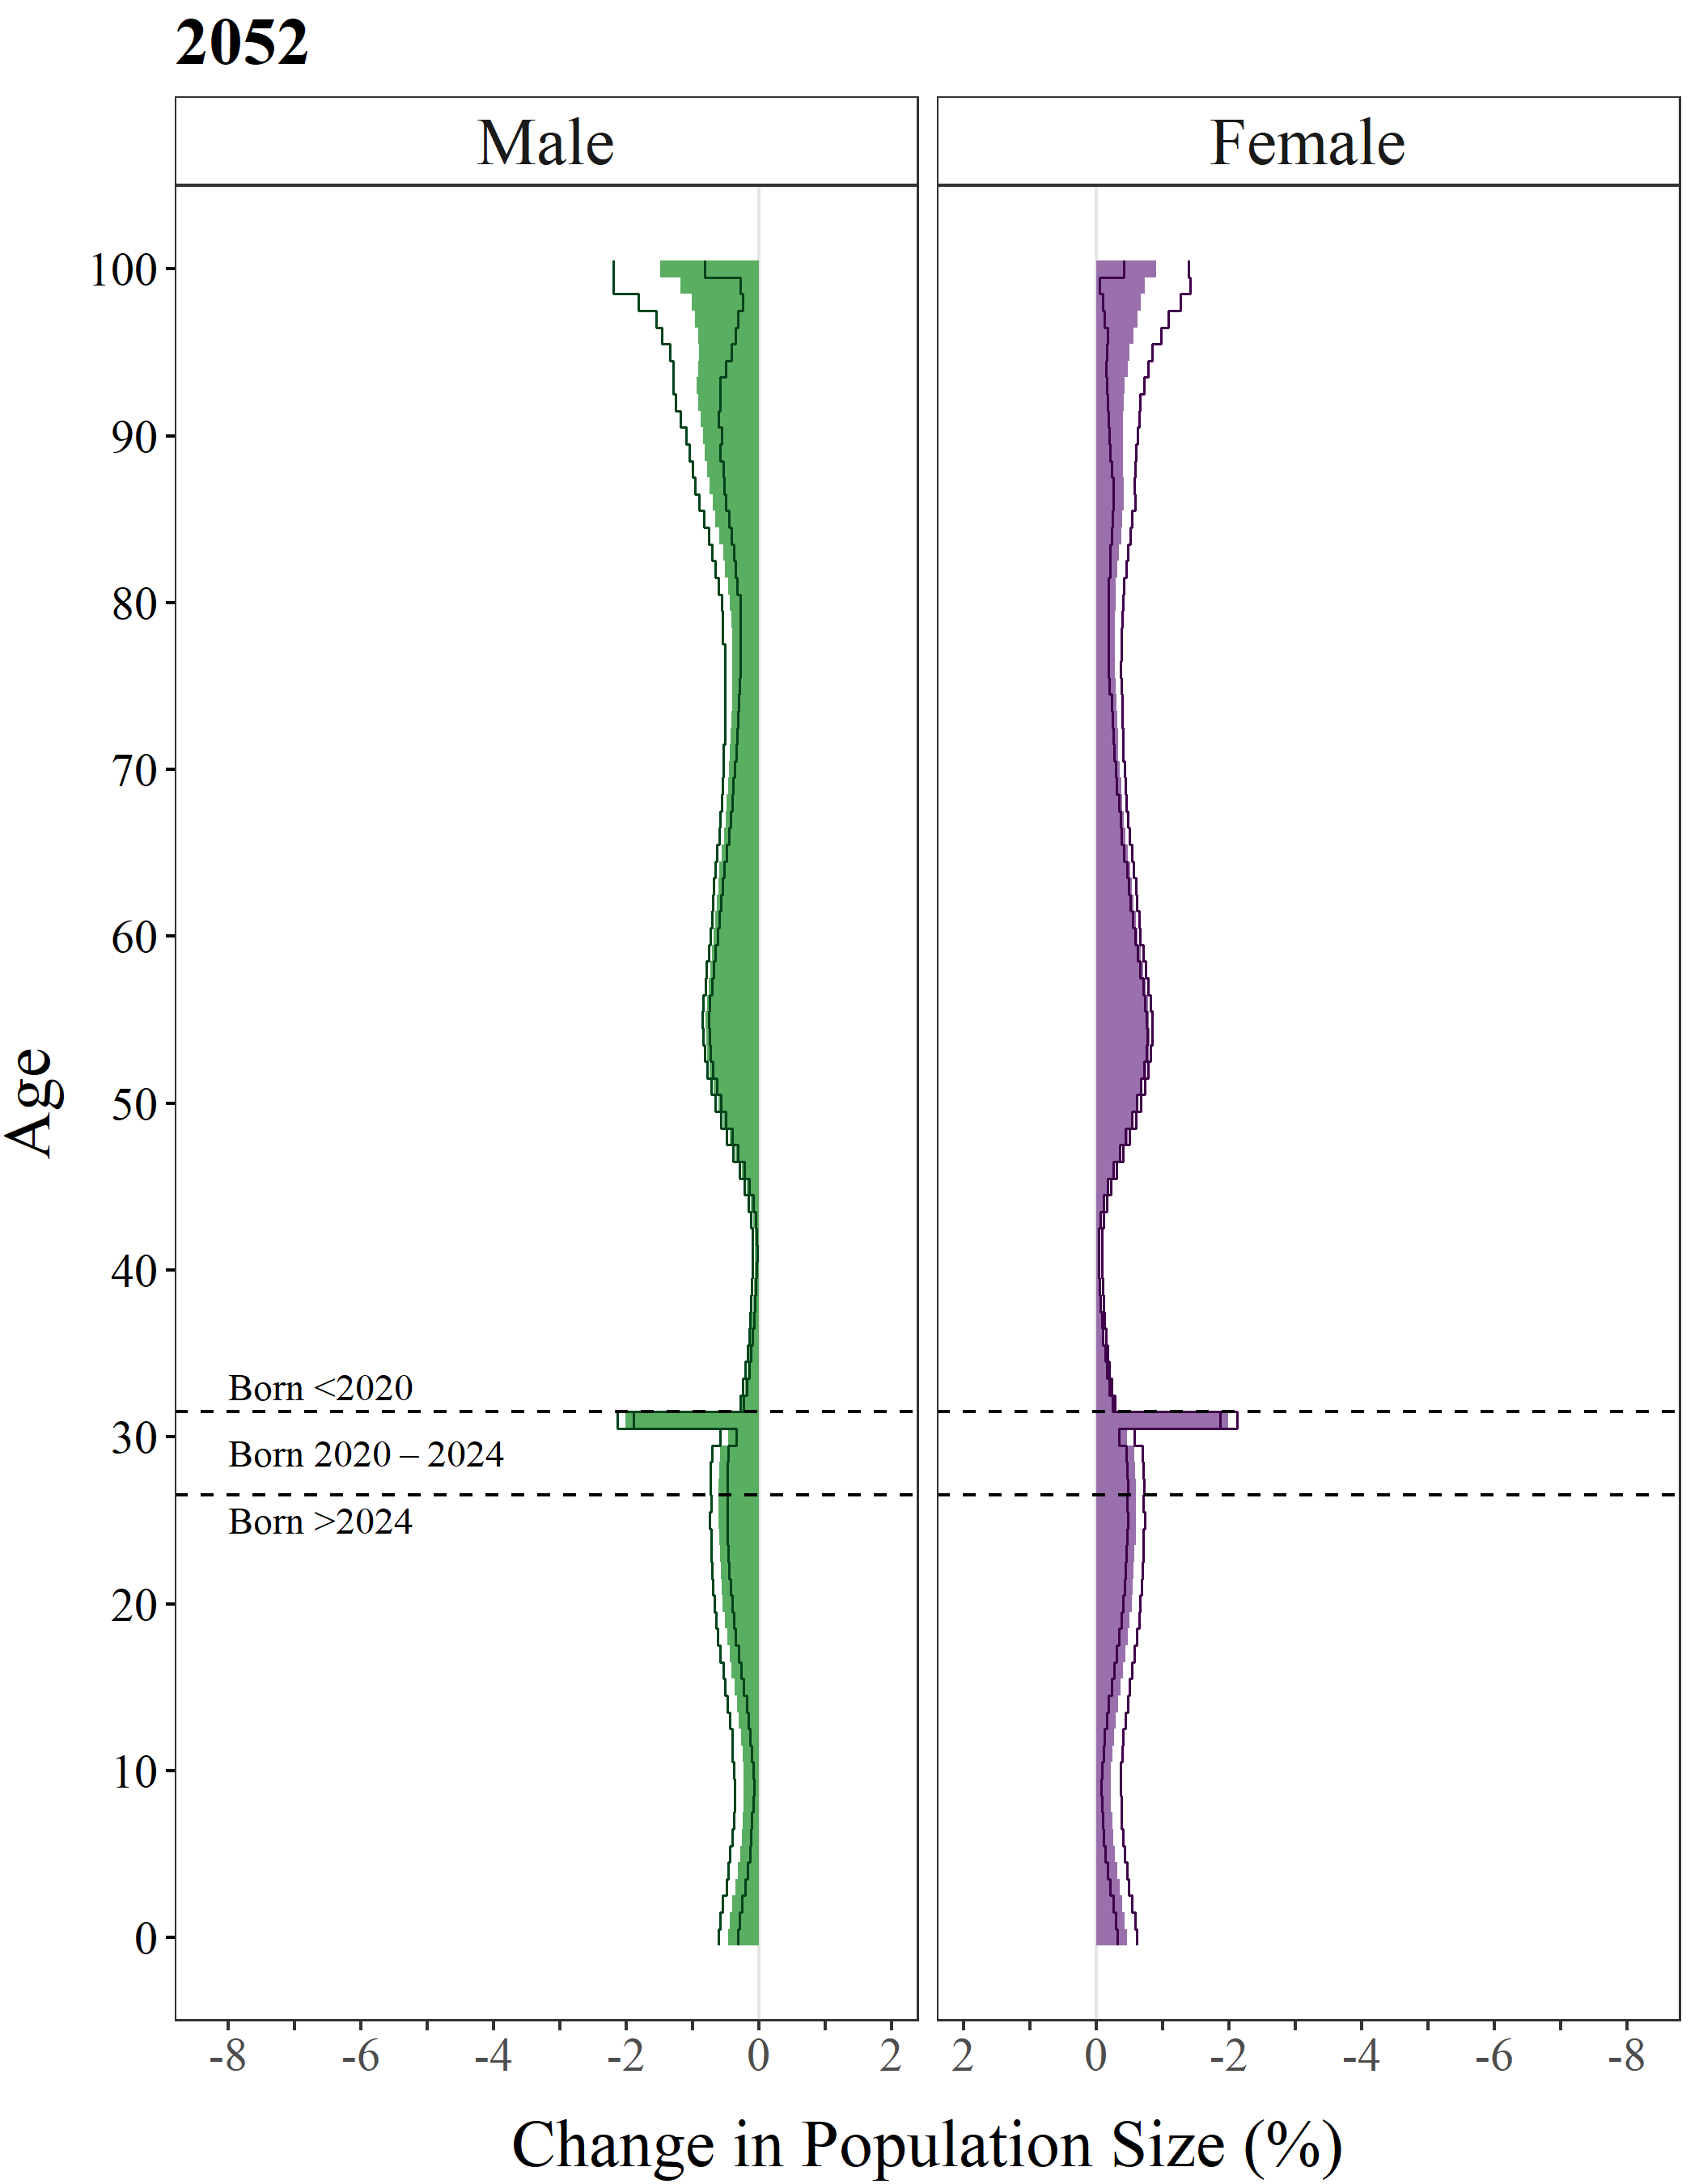 2052
Male
Female
100
90
80
70
60
50
40
30
20
10
0
Age
Born <2020
Born 2020 – 2024
Born >2024
-8 -6 -4 -2 0 2
2 0 -2 -4 -6 -8
Change in Population Size (%)